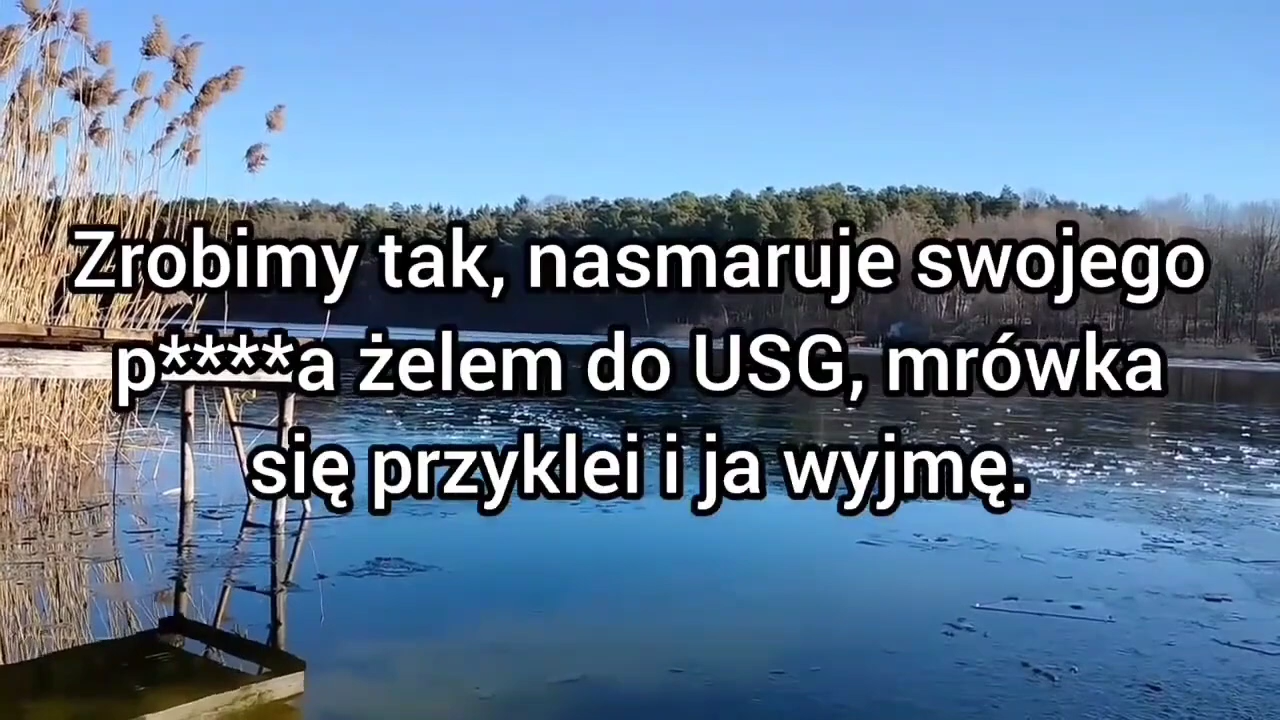 Zrobimy tak, nasmaruje swojego
p****a żelem do USG, mrówka
się przyklei i ja wyjmę.